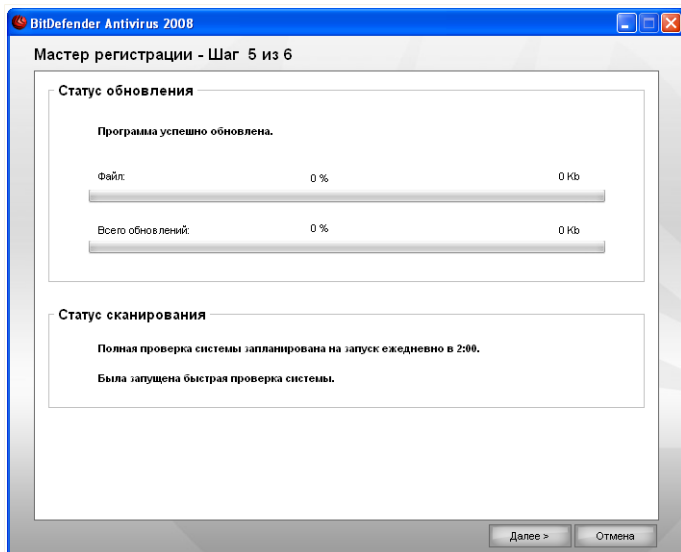 BitDefender Antivirus 2008
Мастер регистрации - Шаг 5 из 6
Статус обновления
Программа успешно обновлена.
Файл: 0 % 0 Kb
Всего обновлений: 0 % 0 Kb
Статус сканирования
Полная проверка системы запланирована на запуск ежедневно в 2:00.
Была запущена быстрая проверка системы.
Далее > Отмена